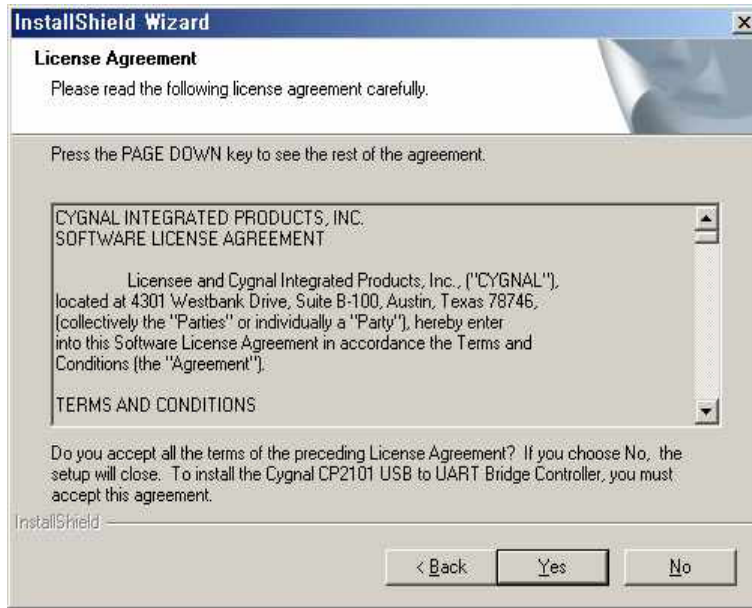 InstallShield Wizard
License Agreement
Please read the following license agreement carefully.
Press the PAGE DOWN key to see the rest of the agreement.
CYGNAL INTEGRATED PRODUCTS, INC.
SOFTWARE LICENSE AGREEMENT
Licensee and Cygnal Integrated Products, Inc., ("CYGNAL"),
located at 4301 Westbank Drive, Suite B-100, Austin, Texas 78746,
(collectively the "Parties" or individually a "Party"), hereby enter
into this Software License Agreement in accordance the Terms and
Conditions (the "Agreement").
TERMS AND CONDITIONS
Do you accept all the terms of the preceding License Agreement? If you choose No, the
setup will close. To install the Cygnal CP2101 USB to UART Bridge Controller, you must
accept this agreement.
InstallShield
< Back
Yes
No